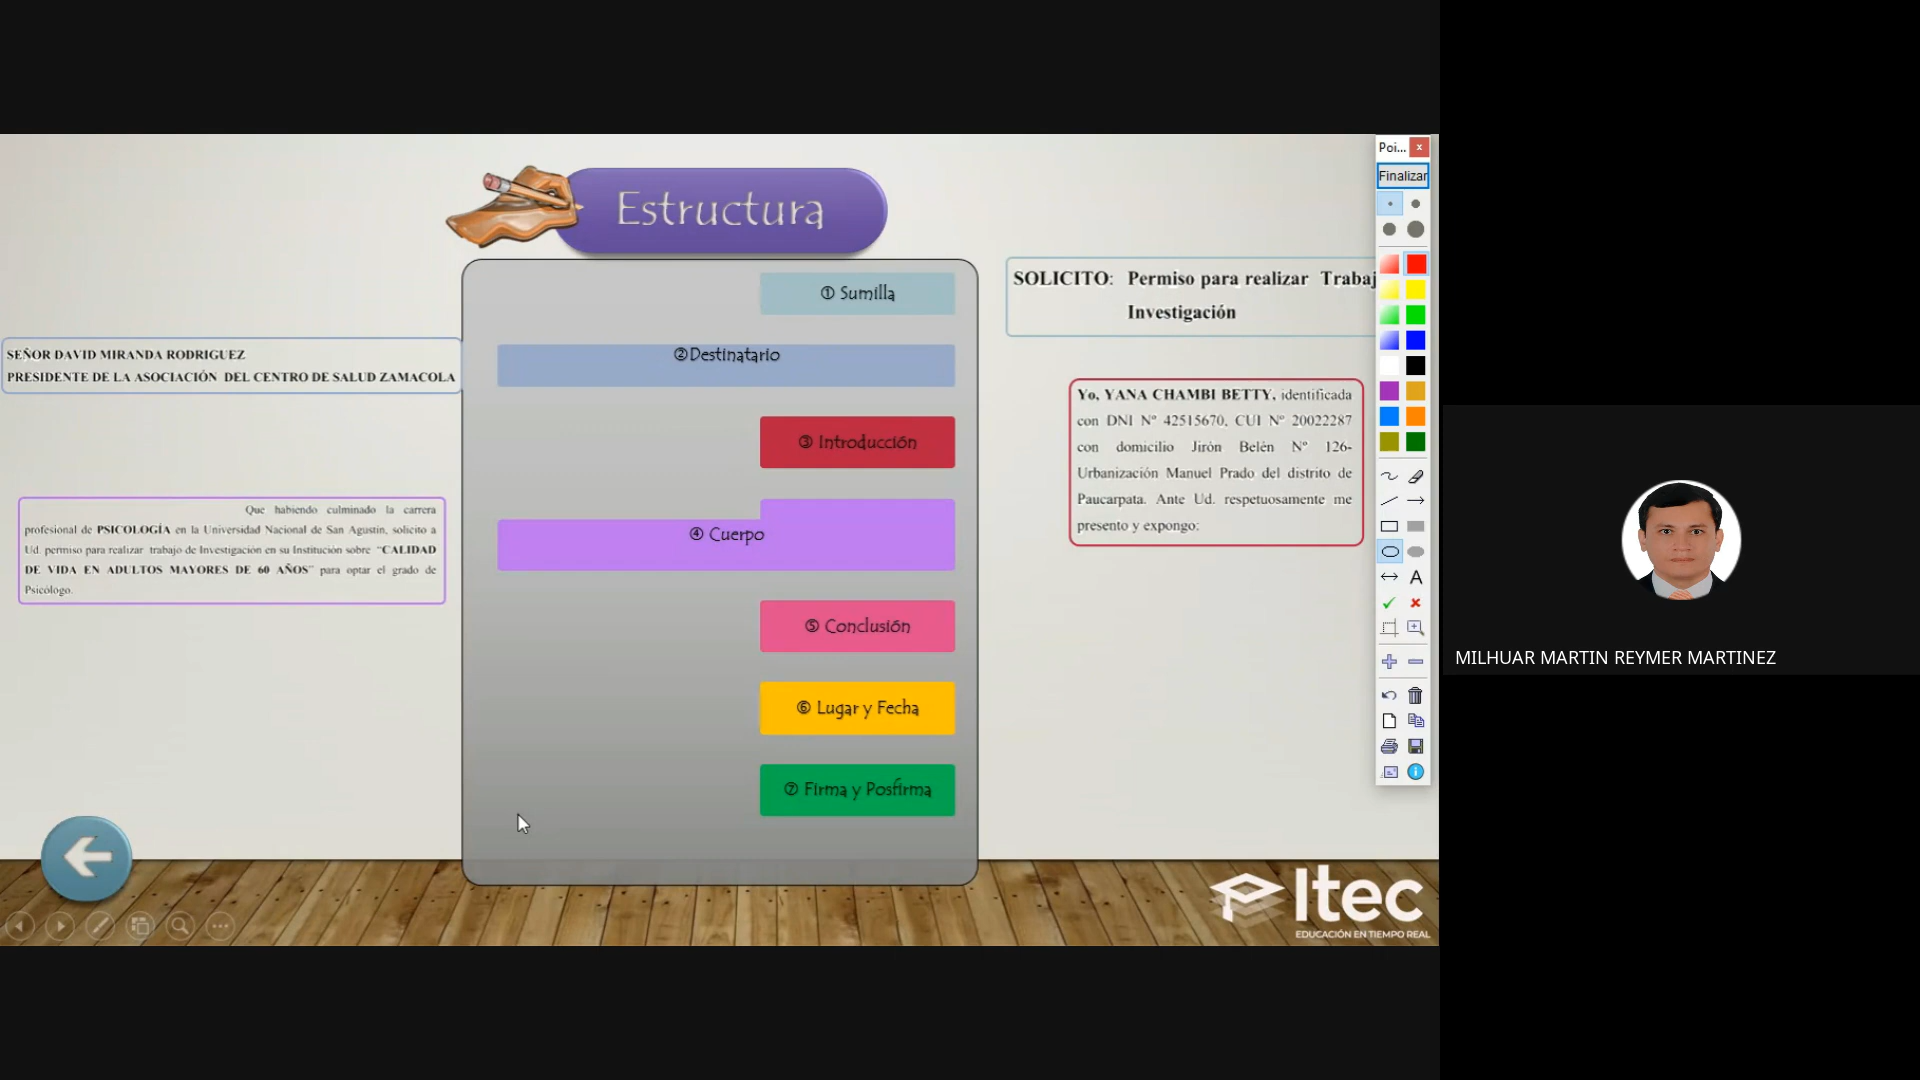 Estructura
① Sumilla
②Destinatario
③ Introducción
④ Cuerpo
⑤ Conclusión
⑥ Lugar y Fecha
⑦ Firma y Posfirma
SEÑOR DAVID MIRANDA RODRIGUEZ
PRESIDENTE DE LA ASOCIACIÓN DEL CENTRO DE SALUD ZAMACOLA
Que habiendo culminado la carrera
profesional de PSICOLOGÍA en la Universidad Nacional de San Agustín, solicito a
Ud. permiso para realizar trabajo de Investigación en su Institución sobre "CALIDAD
DE VIDA EN ADULTOS MAYORES DE 60 AÑOS" para optar el grado de
Psicólogo.
SOLICITO: Permiso para realizar Trabaj
Investigación
Yo, YANA CHAMBI BETTY, identificada
con DNI Nº 42515670, CUI Nº 20022287
con domicilio Jirón Belén Nº 126-
Urbanización Manuel Prado del distrito de
Paucarpata. Ante Ud. respetuosamente me
presento y expongo:
Poi...
Finalizar
A
Itec
EDUCACIÓN EN TIEMPO REAL
MILHUAR MARTIN REYMER MARTINEZ